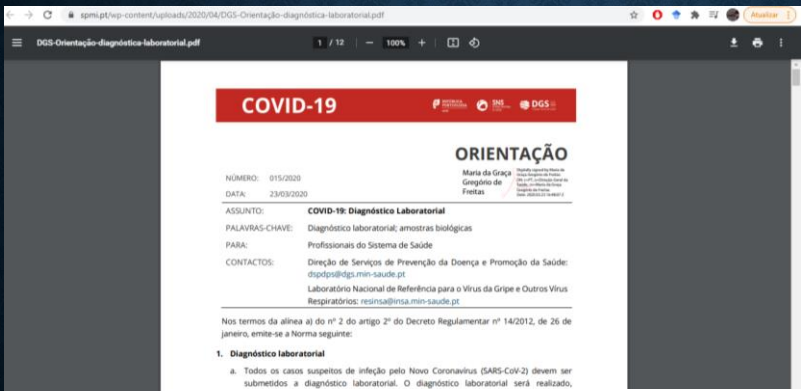 spmi.pt/wp-content/uploads/2020/04/DGS-Orientação-diagnóstica-laboratorial.pdf
Atualizar
DGS-Orientação-diagnóstica-laboratorial.pdf
1 / 12
100%
COVID-19
REPÚBLICA PORTUGUESA
SNS
DGS
ORIENTAÇÃO
NÚMERO: 015/2020
Maria da Graça
Gregório de
Freitas
DATA: 23/03/2020
ASSUNTO: COVID-19: Diagnóstico Laboratorial
PALAVRAS-CHAVE: Diagnóstico laboratorial; amostras biológicas
PARA: Profissionais do Sistema de Saúde
CONTACTOS: Direção de Serviços de Prevenção da Doença e Promoção da Saúde:
dspdps@dgs.min-saude.pt
Laboratório Nacional de Referência para o Vírus da Gripe e Outros Vírus
Respiratórios: resinsa@insa.min-saude.pt
Nos termos da alínea a) do nº 2 do artigo 2º do Decreto Regulamentar nº 14/2012, de 26 de
janeiro, emite-se a Norma seguinte:
1. Diagnóstico laboratorial
a. Todos os casos suspeitos de infeção pelo Novo Coronavírus (SARS-CoV-2) devem ser
submetidos a diagnóstico laboratorial. O diagnóstico laboratorial será realizado,